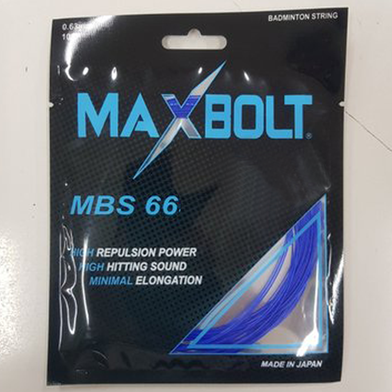 BADMINTON STRING
MAXBOLT®
MBS 66
HIGH REPULSION POWER
HIGH HITTING SOUND
MINIMAL ELONGATION
MADE IN JAPAN